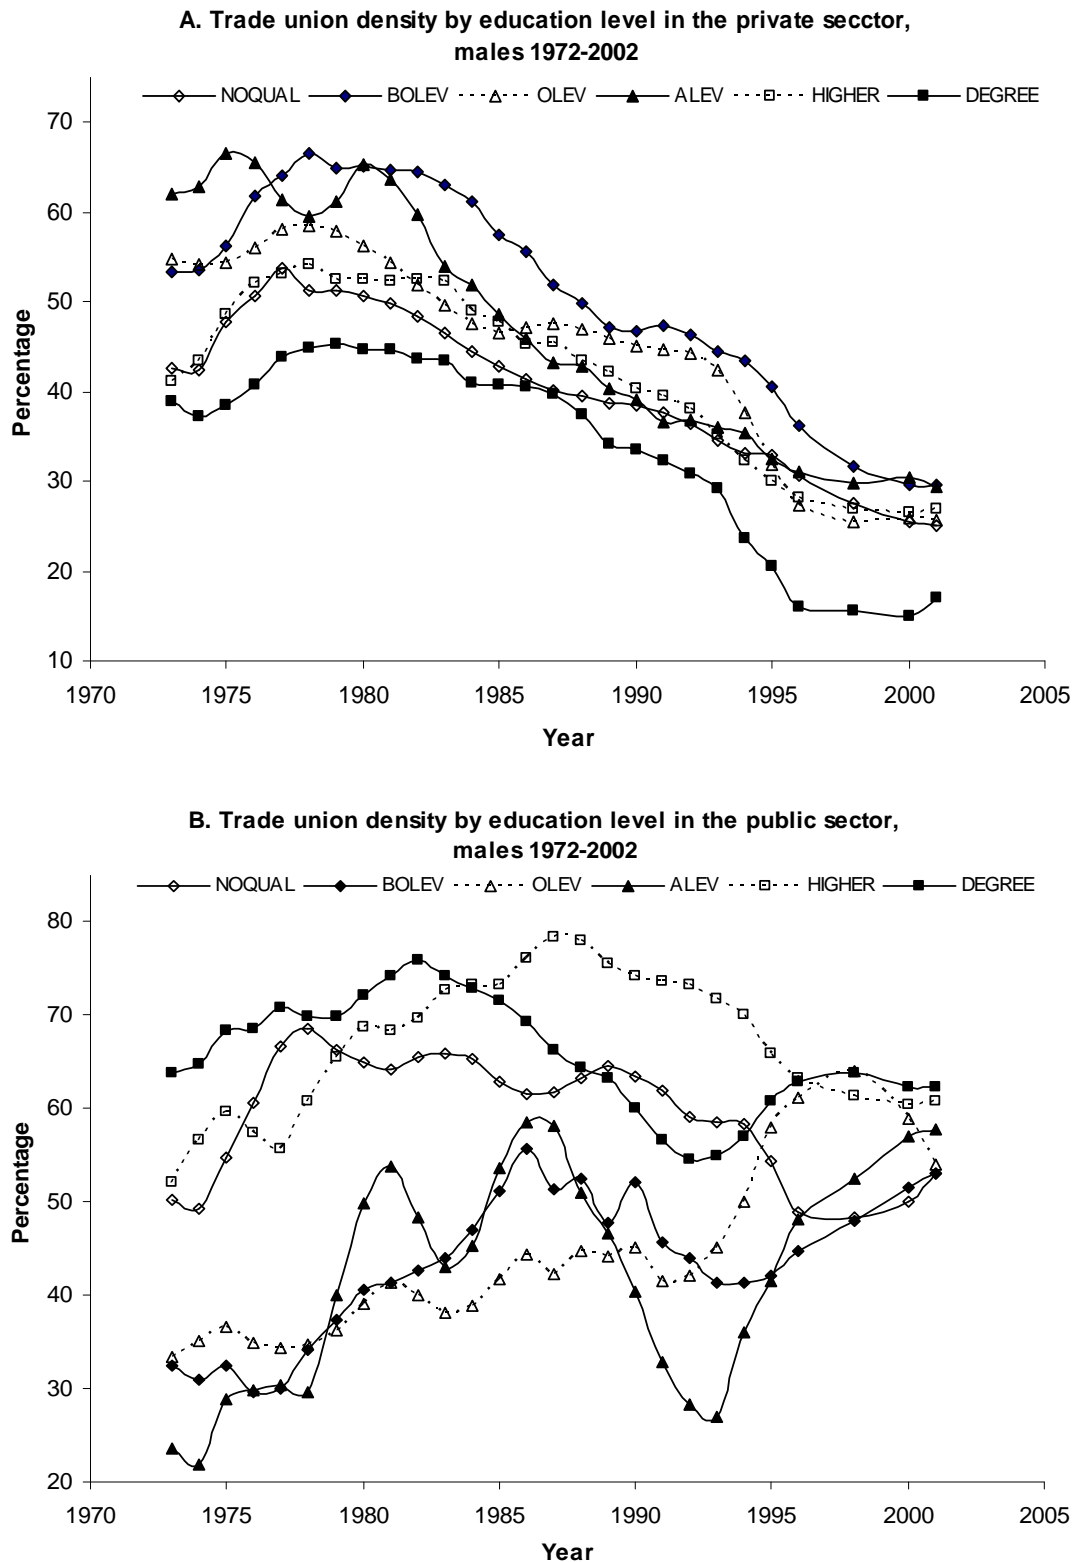 A. Trade union density by education level in the private secctor,
males 1972-2002
NOQUAL BOLEV OLEV ALEV HIGHER DEGREE
70
60
50
40
30
20
10
Percentage
1970 1975 1980 1985 1990 1995 2000 2005
Year
B. Trade union density by education level in the public sector,
males 1972-2002
NOQUAL BOLEV OLEV ALEV HIGHER DEGREE
80
70
60
50
40
30
20
Percentage
1970 1975 1980 1985 1990 1995 2000 2005
Year